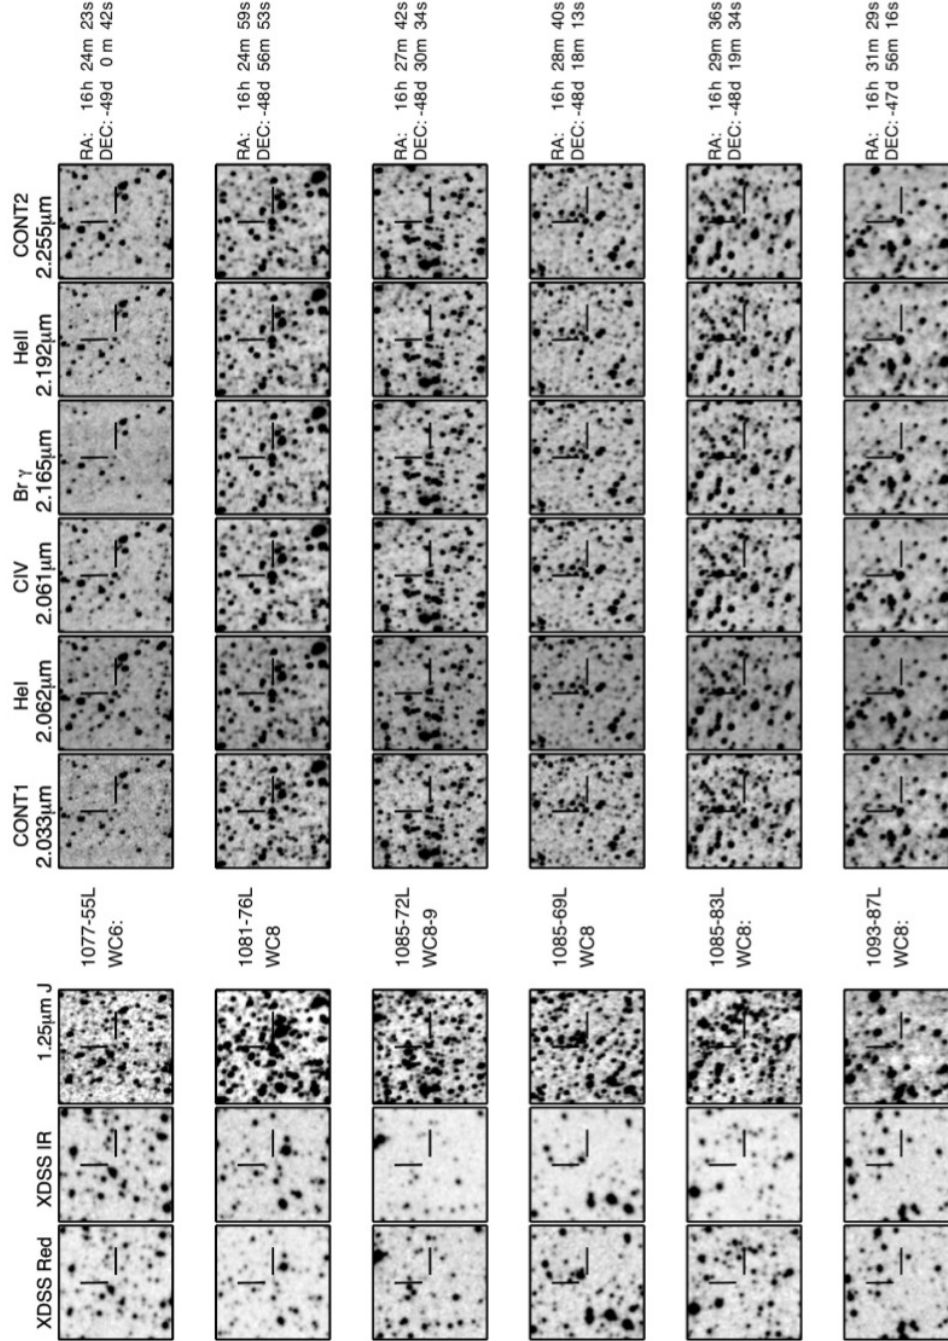 XDSS Red
XDSS IR
1.25μm J
CONT1
2.033μm
HeI
2.062μm
CIV
2.061μm
Br γ
2.165μm
HeII
2.192μm
CONT2
2.255μm
1077-55L
WC6:
RA: 16h 24m 23s
DEC: -49d 0 m 42s
1081-76L
WC8
RA: 16h 24m 59s
DEC: -48d 56m 53s
1085-72L
WC8-9
RA: 16h 27m 42s
DEC: -48d 30m 34s
1085-69L
WC8
RA: 16h 28m 40s
DEC: -48d 18m 13s
1085-83L
WC8:
RA: 16h 29m 36s
DEC: -48d 19m 34s
1093-87L
WC8:
RA: 16h 31m 29s
DEC: -47d 56m 16s